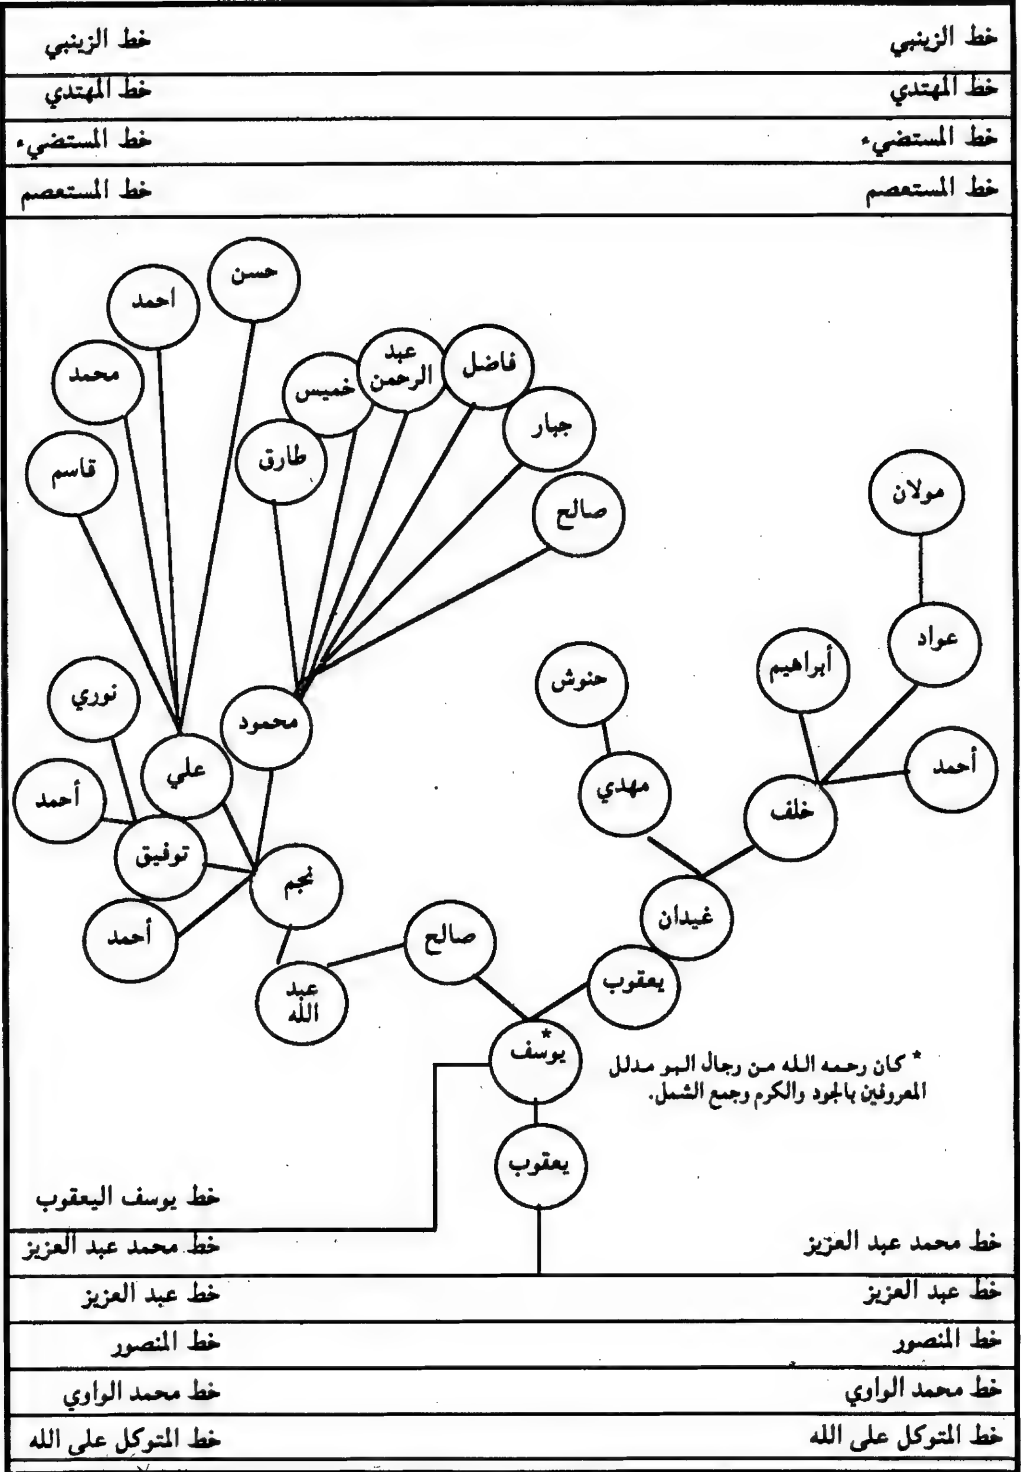 خط الزينبي
خط الزينبي
خط المهتدي
خط المهتدي
خط المستضيء
خط المستضيء
خط المستعصم
خط المستعصم
حسن
احمد
محمد
قاسم
عبد
الرحمن
فاضل
خميس
جبار
طارق
صالح
مولان
عواد
أبراهيم
أحمد
خلف
حنوش
مهدي
غيدان
يعقوب
نوري
محمود
علي
أحمد
توفيق
نجم
أحمد
صالح
عبد
الله
يوسف*
* كان رحمه الله من رجال البو مدلل
المعروفين بالجود والكرم وجمع الشمل.
يعقوب
خط يوسف اليعقوب
خط محمد عبد العزيز
خط محمد عبد العزيز
خط عبد العزيز
خط عبد العزيز
خط المنصور
خط المنصور
خط محمد الواوي
خط محمد الواوي
خط المتوكل على الله
خط المتوكل على الله